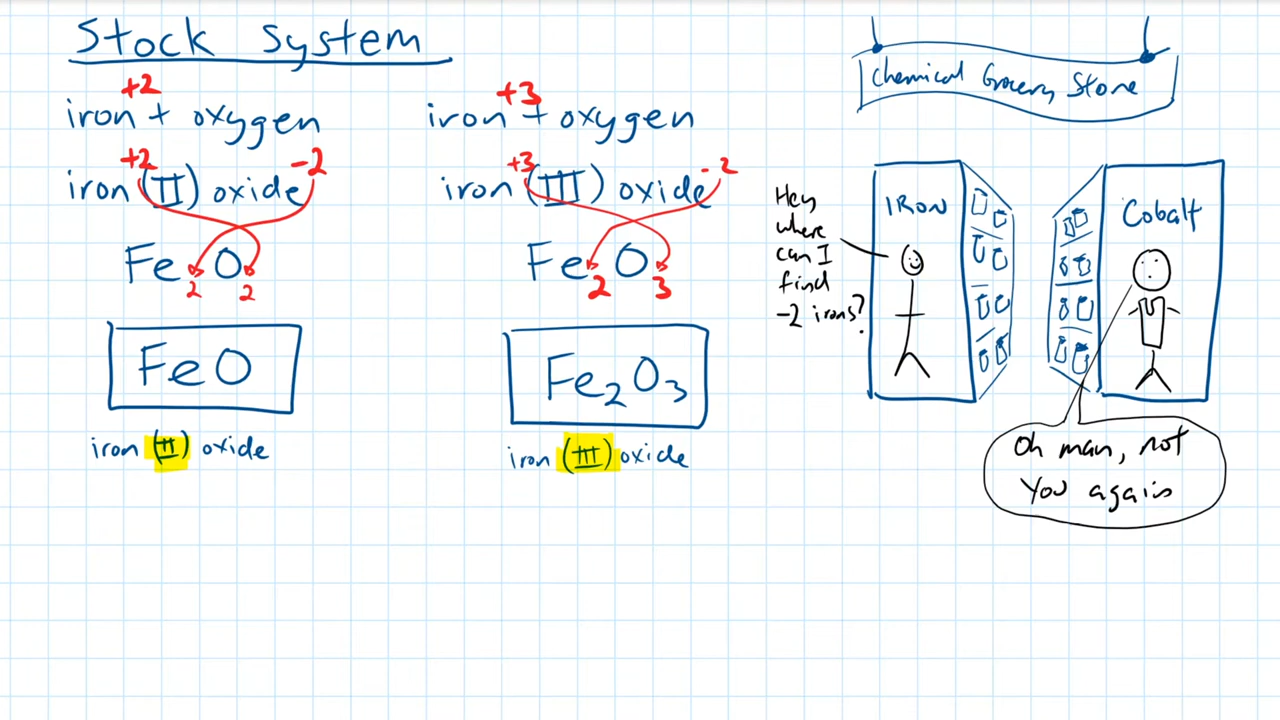 Stock System
+2
iron + oxygen
+2 -2
iron (II) oxide
Fe O
2 2
FeO
iron (II) oxide
+3
iron + oxygen
+3 -2
iron (III) oxide
Fe O
2 3
Fe2O3
iron (III) oxide
Chemical Grocery Store
IRON
Cobalt
Hey
where
can I
find
-2 irons?
Oh man, not
You again